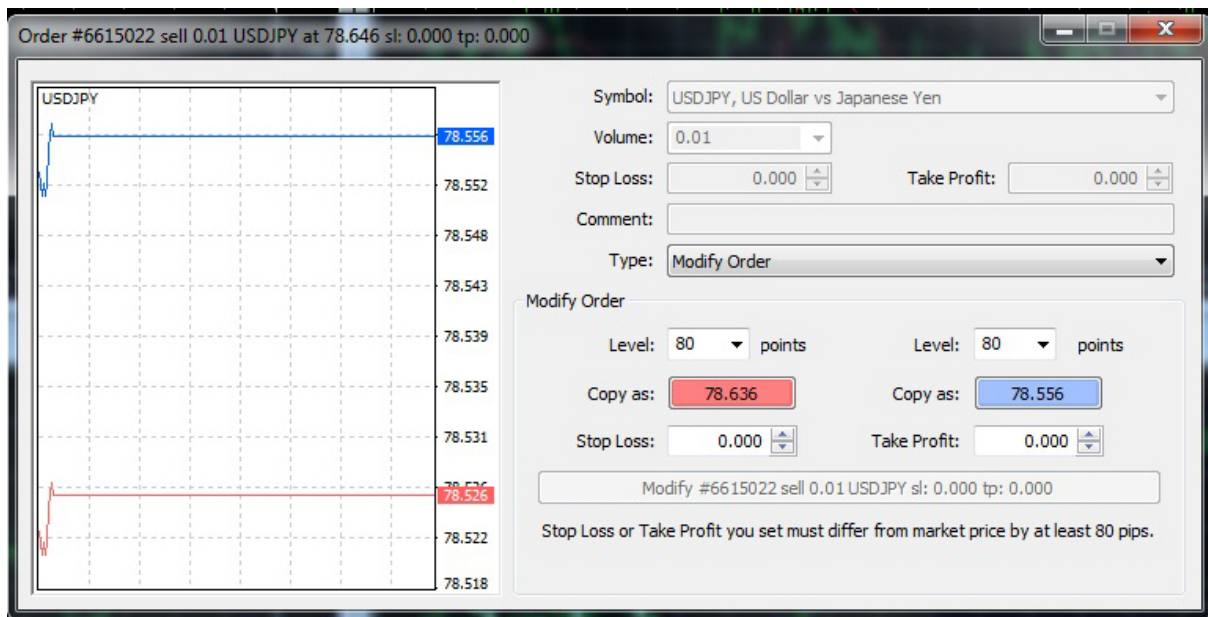 Order #6615022 sell 0.01 USDJPY at 78.646 sl: 0.000 tp: 0.000
USDJPY
78.556
78.552
78.548
78.543
78.539
78.535
78.531
78.526
78.522
78.518
Symbol: USDJPY, US Dollar vs Japanese Yen
Volume: 0.01
Stop Loss: 0.000 Take Profit: 0.000
Comment:
Type: Modify Order
Modify Order
Level: 80 points Level: 80 points
Copy as: 78.636 Copy as: 78.556
Stop Loss: 0.000 Take Profit: 0.000
Modify #6615022 sell 0.01 USDJPY sl: 0.000 tp: 0.000
Stop Loss or Take Profit you set must differ from market price by at least 80 pips.